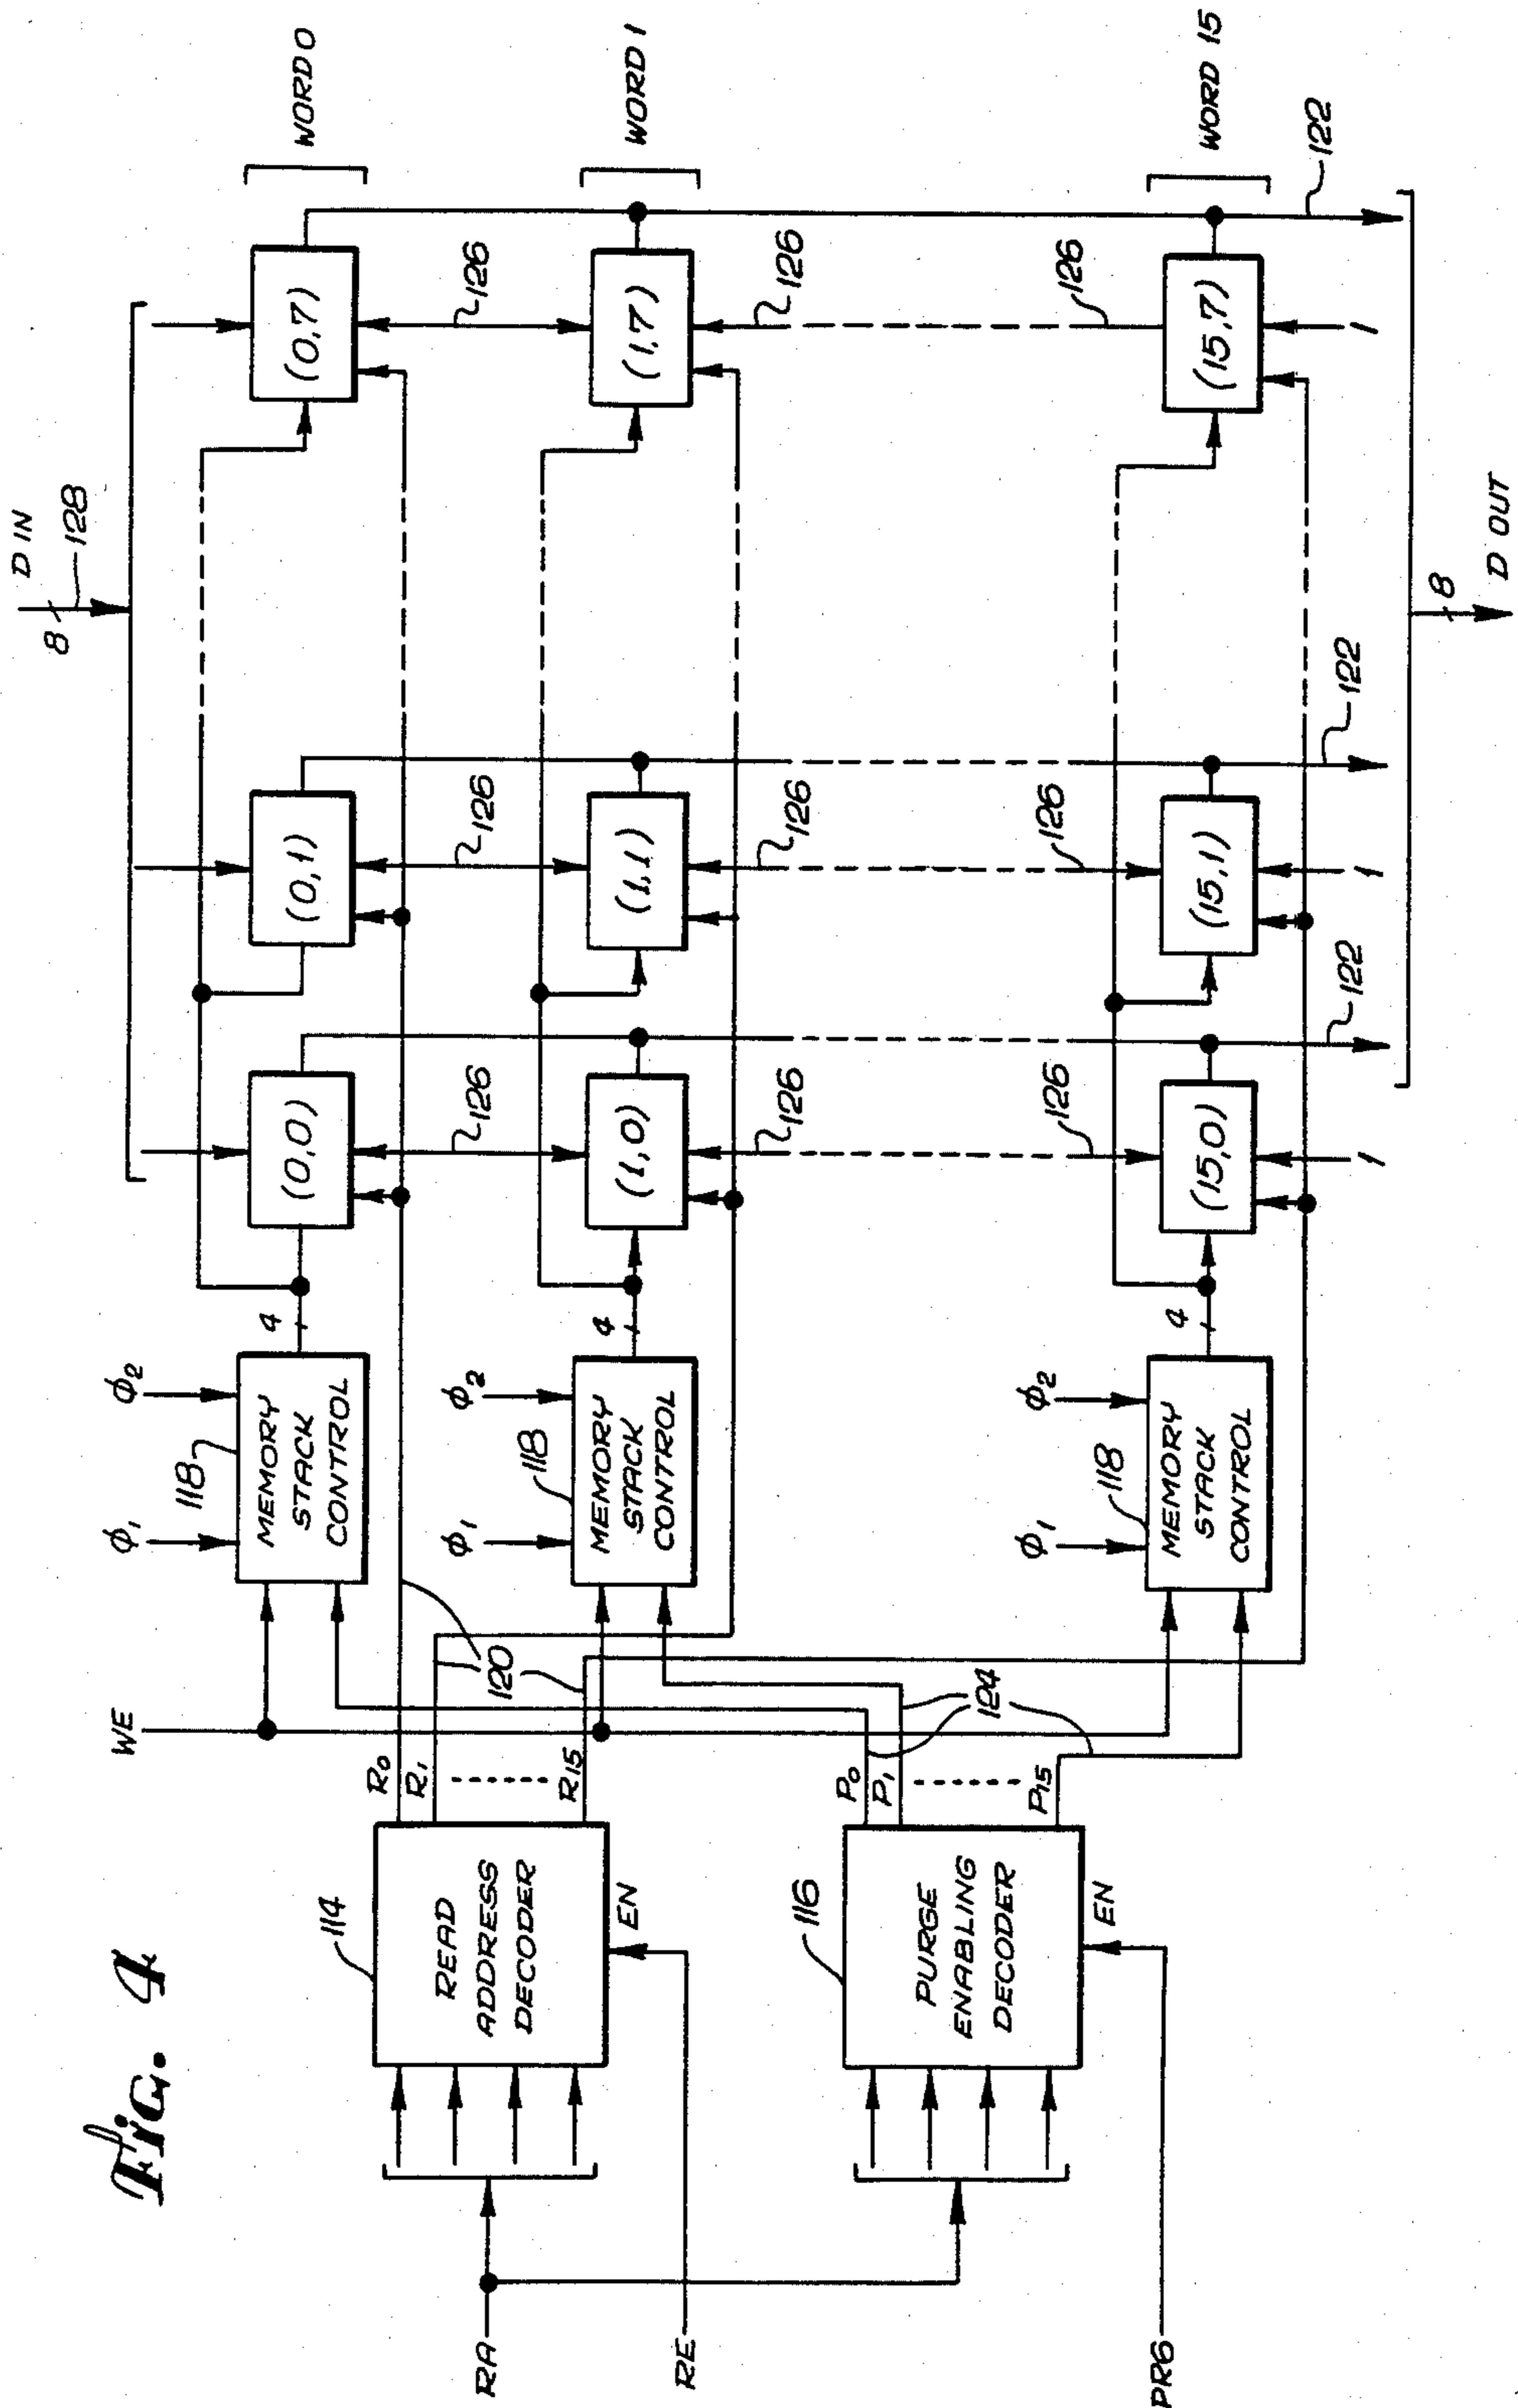 Fig. 4
D IN
8
128
WE
φ1
φ2
118
MEMORY
STACK
CONTROL
4
(0,0)
(0,1)
(0,7)
WORD 0
126
126
126
RA
RE
114
READ
ADDRESS
DECODER
EN
R0
R1
R15
120
φ1
φ2
118
MEMORY
STACK
CONTROL
4
(1,0)
(1,1)
(1,7)
WORD 1
126
126
126
PRG
116
PURGE
ENABLING
DECODER
EN
P0
P1
P15
124
φ1
φ2
118
MEMORY
STACK
CONTROL
4
126
126
126
(15,0)
(15,1)
(15,7)
WORD 15
1
1
1
122
122
122
8
D OUT